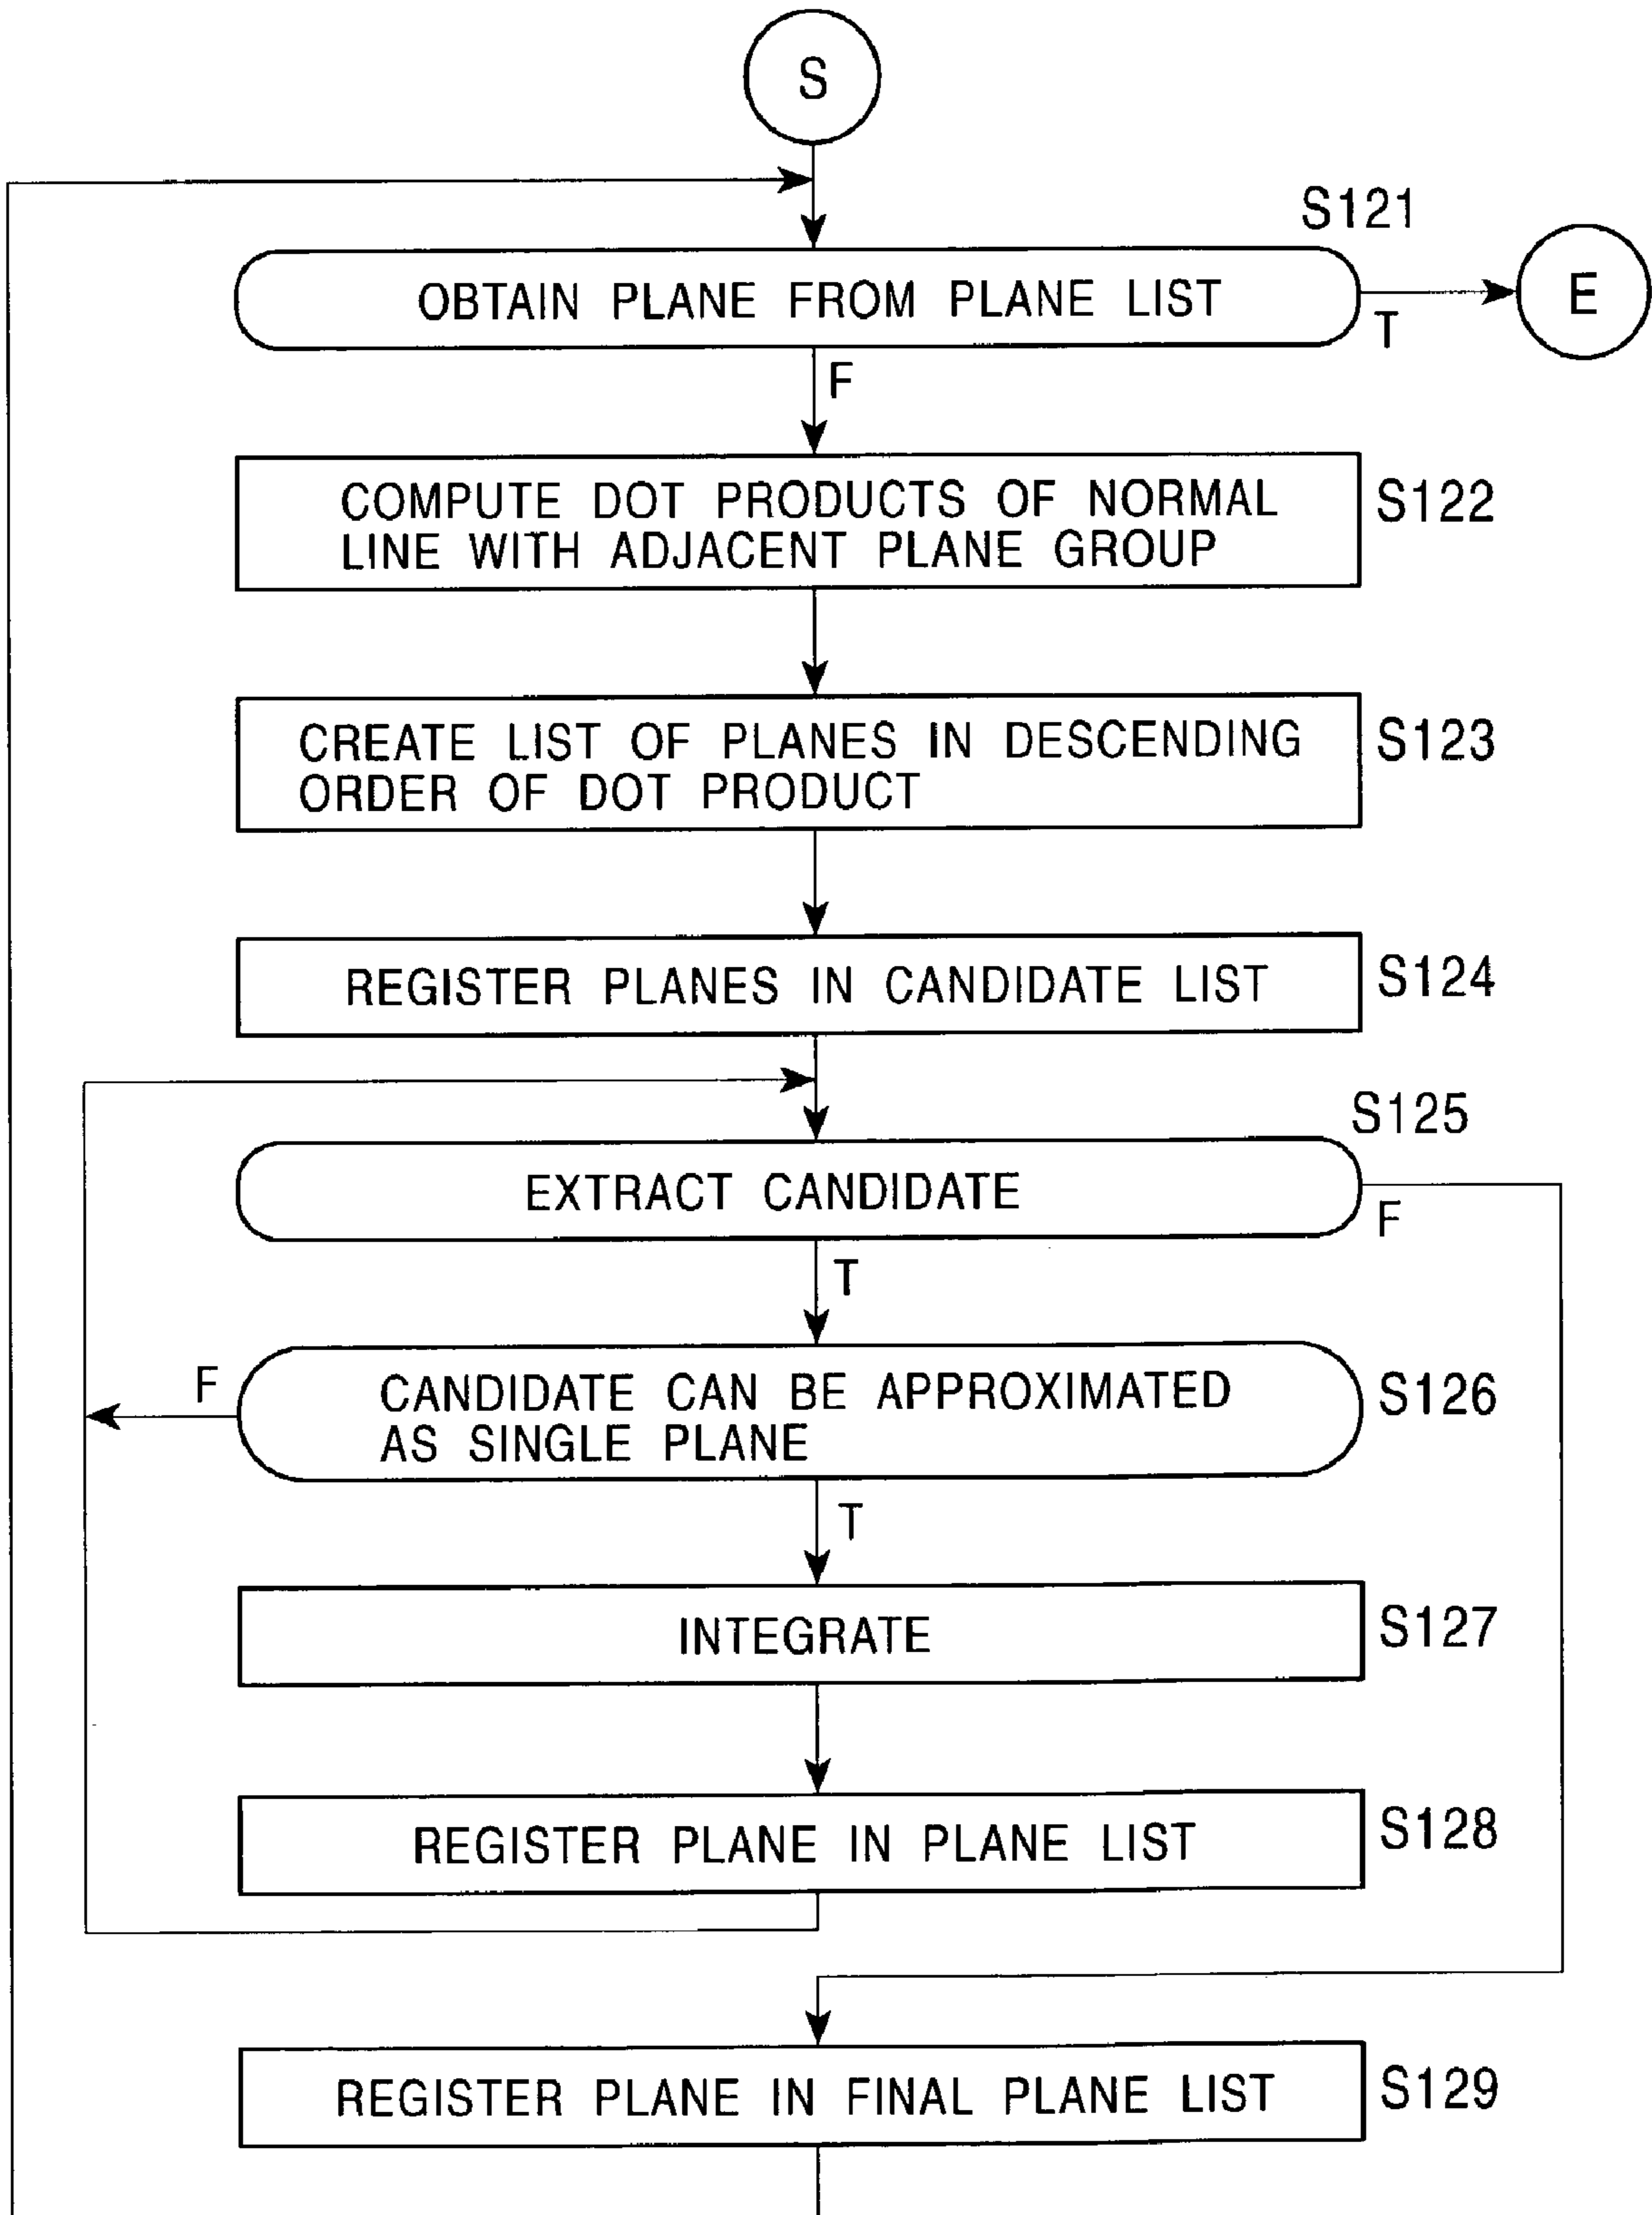 S
S121
OBTAIN PLANE FROM PLANE LIST
T
E
F
COMPUTE DOT PRODUCTS OF NORMAL
LINE WITH ADJACENT PLANE GROUP
S122
CREATE LIST OF PLANES IN DESCENDING
ORDER OF DOT PRODUCT
S123
REGISTER PLANES IN CANDIDATE LIST
S124
S125
EXTRACT CANDIDATE
F
T
F
CANDIDATE CAN BE APPROXIMATED
AS SINGLE PLANE
S126
T
INTEGRATE
S127
REGISTER PLANE IN PLANE LIST
S128
REGISTER PLANE IN FINAL PLANE LIST
S129